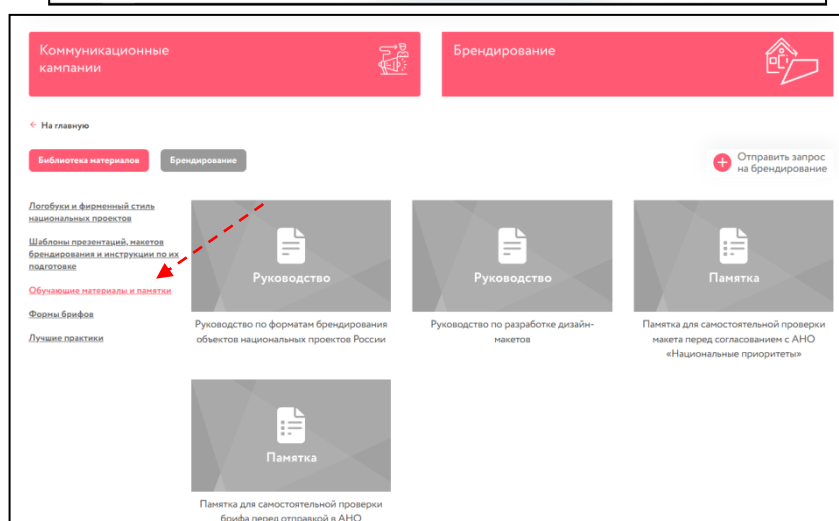 Коммуникационные
кампании
Брендирование
← На главную
Библиотека материалов
Брендирование
Отправить запрос
на брендирование
Логобуки и фирменный стиль
национальных проектов
Шаблоны презентаций, макетов
брендирования и инструкции по их
подготовке
Обучающие материалы и памятки
Формы брифов
Лучшие практики
Руководство
Руководство по форматам брендирования
объектов национальных проектов России
Руководство
Руководство по разработке дизайн-
макетов
Памятка
Памятка для самостоятельной проверки
макета перед согласованием с АНО
«Национальные приоритеты»
Памятка
Памятка для самостоятельной проверки
брифа перед отправкой в АНО